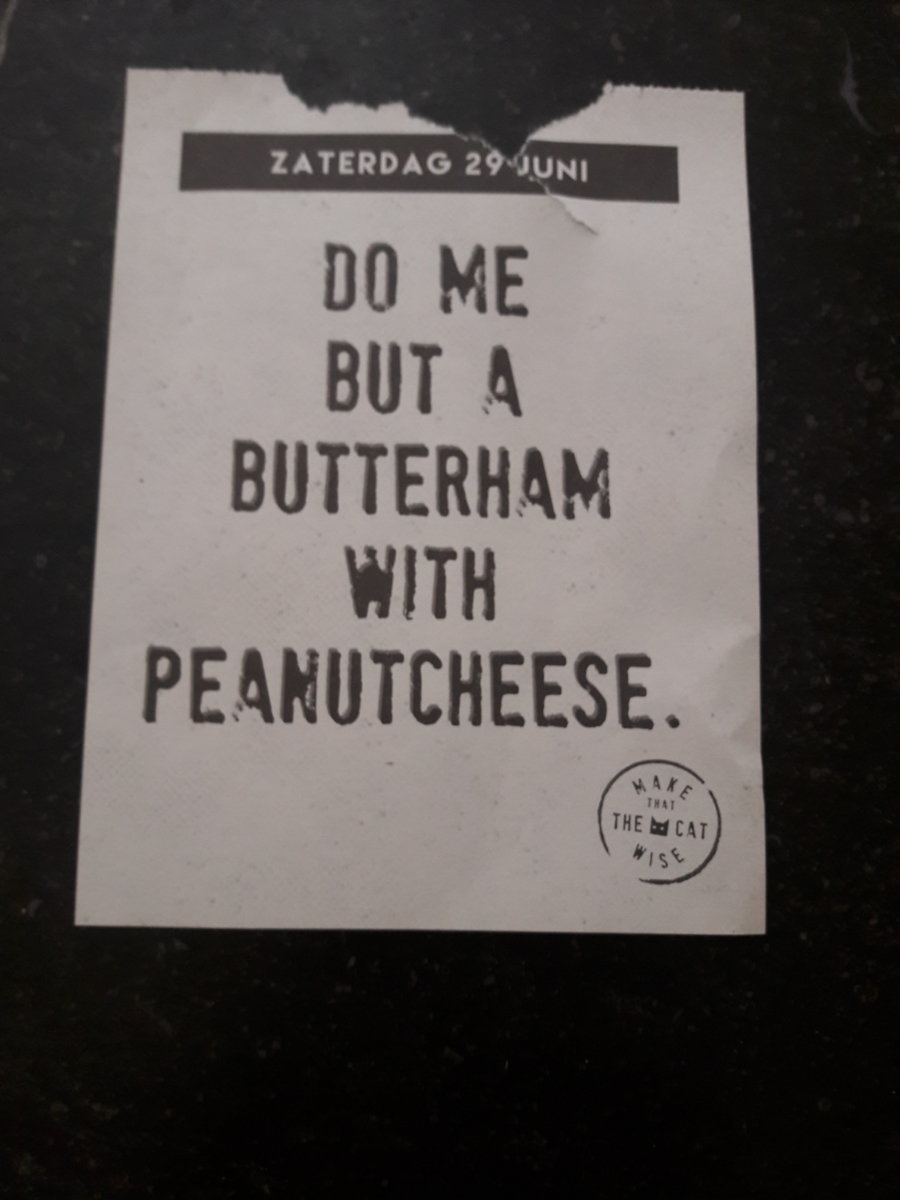 ZATERDAG 29 JUNI
DO ME
BUT A
BUTTERHAM
WITH
PEANUTCHEESE.
MAKE
THAT
THE CAT
WISE